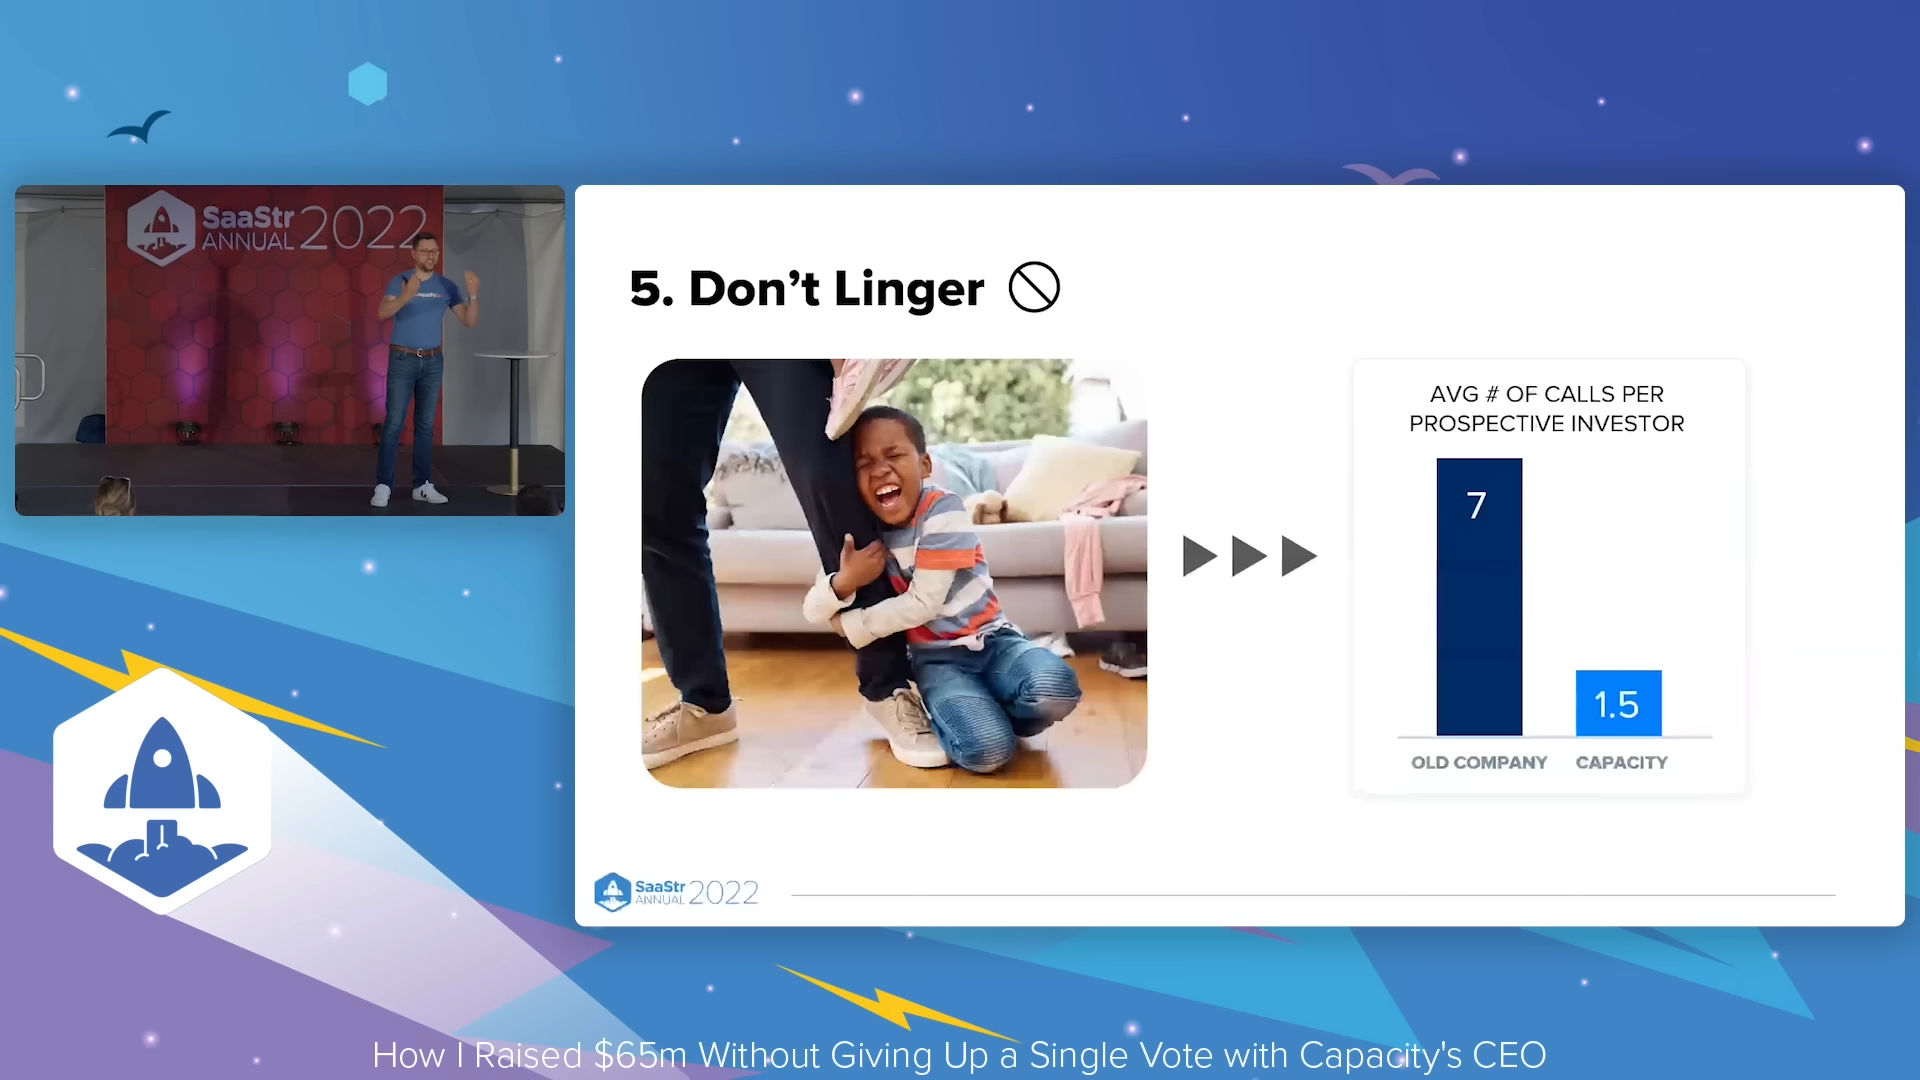 SaaStr
ANNUAL 2022
5. Don’t Linger
AVG # OF CALLS PER
PROSPECTIVE INVESTOR
7
1.5
OLD COMPANY
CAPACITY
SaaStr
ANNUAL 2022
How I Raised $65m Without Giving Up a Single Vote with Capacity's CEO